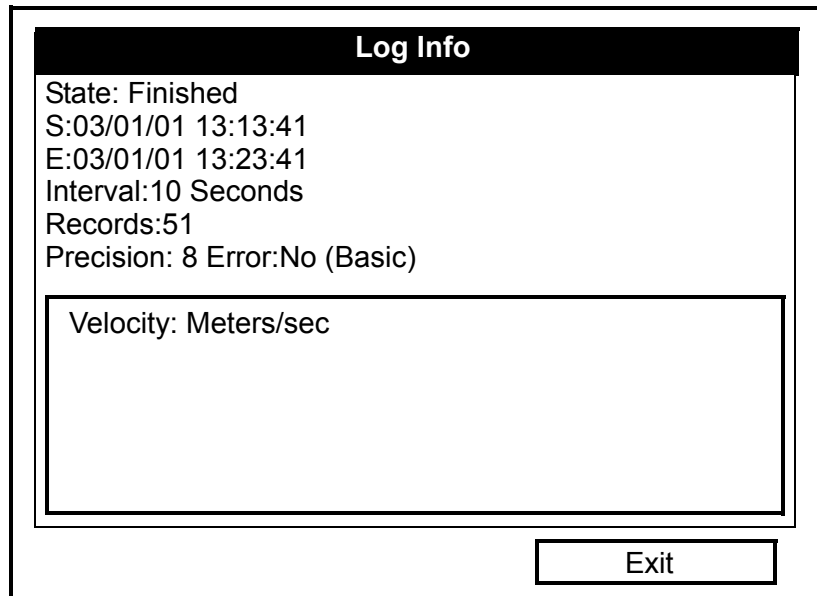 Log Info
State: Finished
S:03/01/01 13:13:41
E:03/01/01 13:23:41
Interval:10 Seconds
Records:51
Precision: 8 Error:No (Basic)
Velocity: Meters/sec
Exit